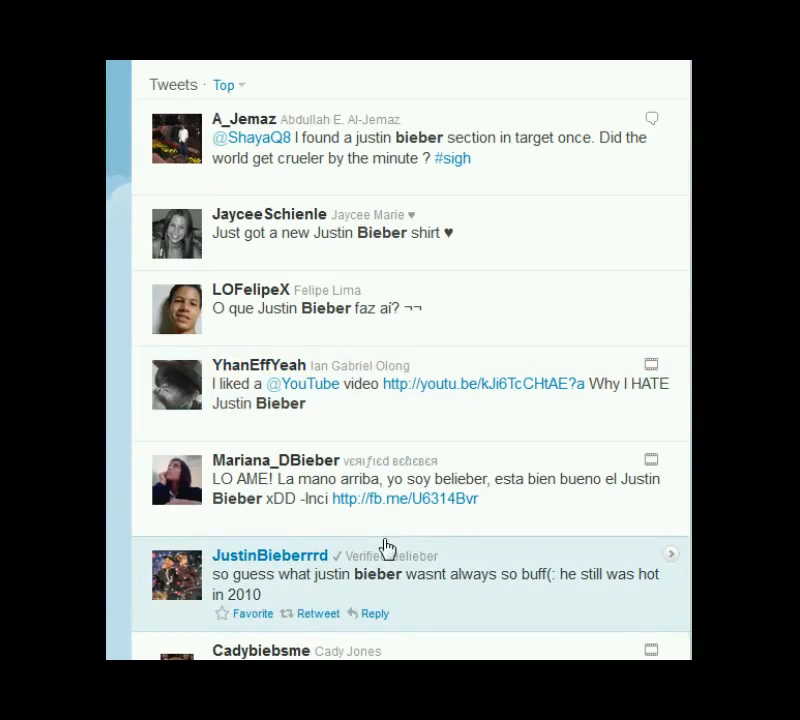 Tweets · Top
A_Jemaz Abdullah E. Al-Jemaz
@ShayaQ8 I found a justin bieber section in target once. Did the
world get crueler by the minute ? #sigh
JayceeSchienle Jaycee Marie ♥
Just got a new Justin Bieber shirt ♥
LOFelipeX Felipe Lima
O que Justin Bieber faz aí? ¬¬
YhanEffYeah Ian Gabriel Olong
I liked a @YouTube video http://youtu.be/kJi6TcCHtAE?a Why I HATE
Justin Bieber
Mariana_DBieber
LO AME! La mano arriba, yo soy belieber, esta bien bueno el Justin
Bieber xDD -Inci http://fb.me/U6314Bvr
JustinBieberrrd ✓
so guess what justin bieber wasnt always so buff(: he still was hot
in 2010
Favorite Retweet Reply
Cadybiebsme Cady Jones